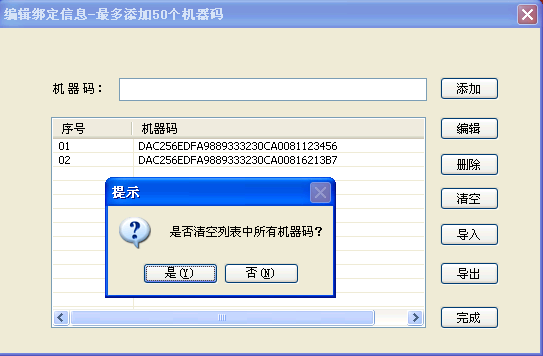 编辑绑定信息-最多添加50个机器码
机器码：
添加
序号 机器码
编辑
01 DAC256EDFA9889333230CA0081123456
02 DAC256EDFA9889333230CA00816213B7
删除
提示
清空
是否清空列表中所有机器码？
导入
是(Y) 否(N)
导出
完成